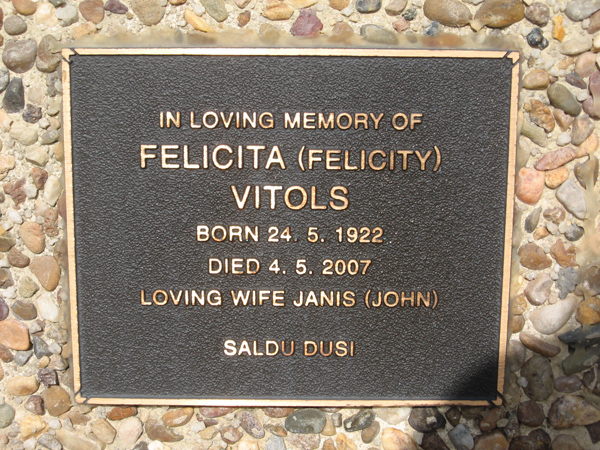 IN LOVING MEMORY OF
FELICITA (FELICITY)
VITOLS
BORN 24. 5. 1922
DIED 4. 5. 2007
LOVING WIFE JANIS (JOHN)
SALDU DUSI